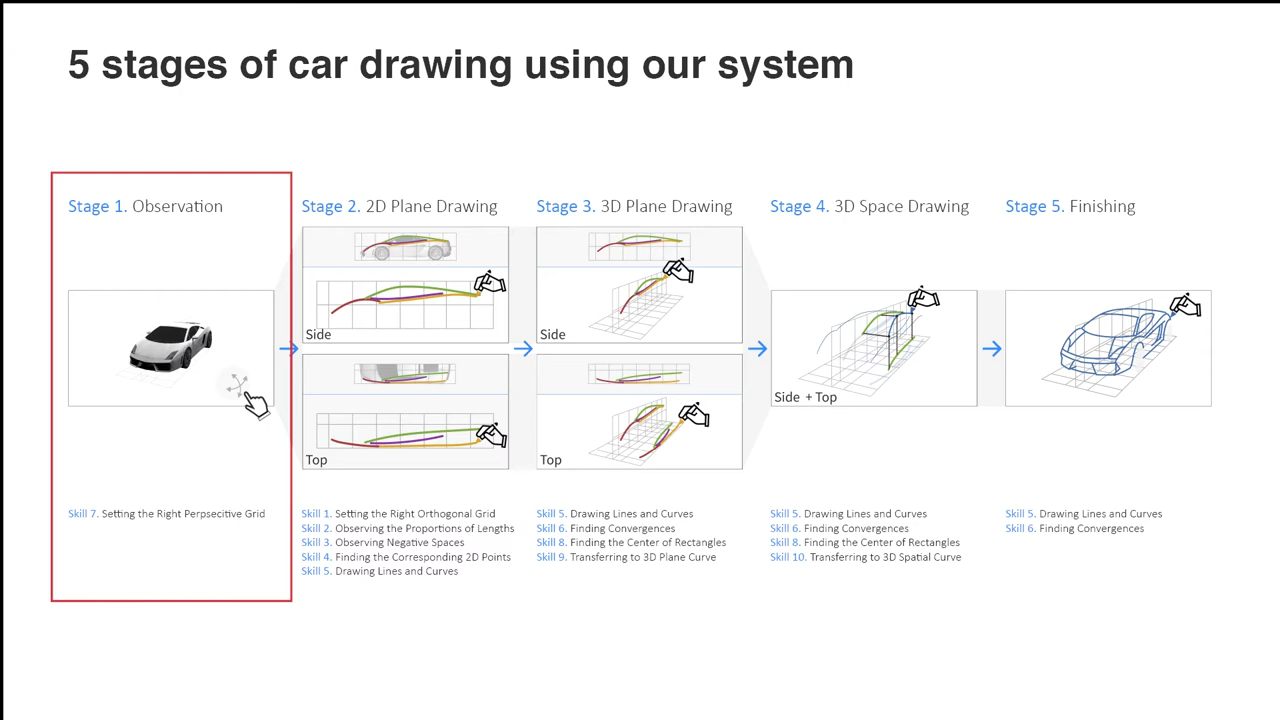 5 stages of car drawing using our system
Stage 1. Observation
Skill 7. Setting the Right Perpsecitive Grid
Stage 2. 2D Plane Drawing
Side
Top
Skill 1. Setting the Right Orthogonal Grid
Skill 2. Observing the Proportions of Lengths
Skill 3. Observing Negative Spaces
Skill 4. Finding the Corresponding 2D Points
Skill 5. Drawing Lines and Curves
Stage 3. 3D Plane Drawing
Side
Top
Skill 5. Drawing Lines and Curves
Skill 6. Finding Convergences
Skill 8. Finding the Center of Rectangles
Skill 9. Transferring to 3D Plane Curve
Stage 4. 3D Space Drawing
Side + Top
Skill 5. Drawing Lines and Curves
Skill 6. Finding Convergences
Skill 8. Finding the Center of Rectangles
Skill 10. Transferring to 3D Spatial Curve
Stage 5. Finishing
Skill 5. Drawing Lines and Curves
Skill 6. Finding Convergences